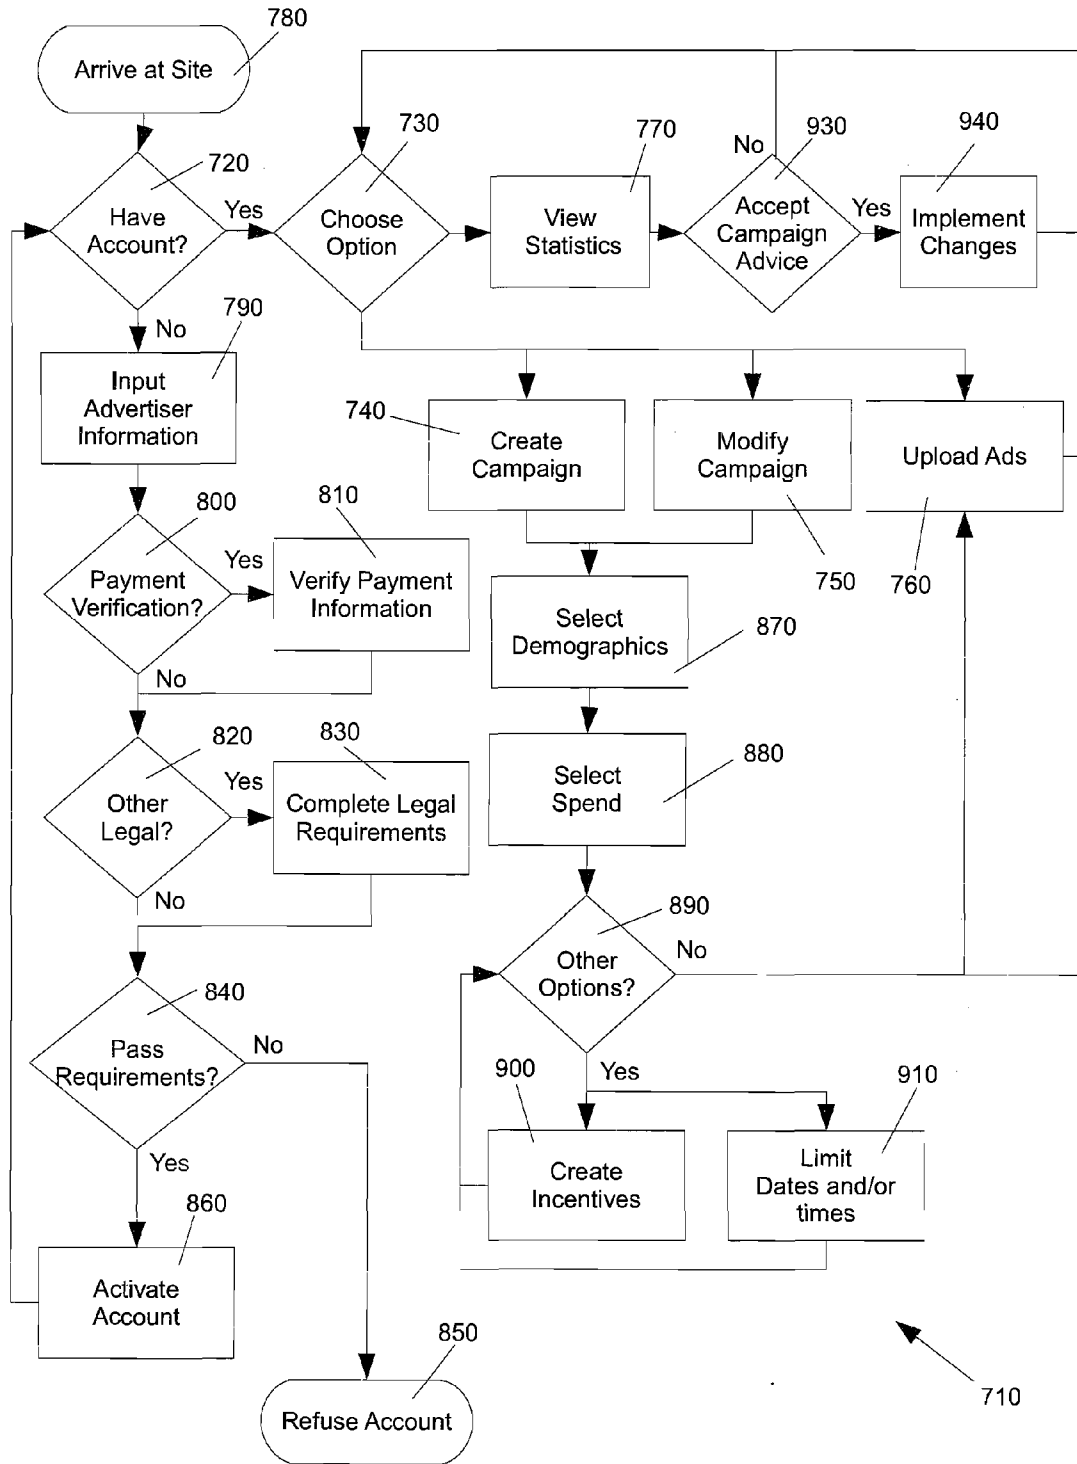 780
Arrive at Site
720
Have
Account?
Yes
No
730
Choose
Option
770
View
Statistics
No
930
Accept
Campaign
Advice
Yes
940
Implement
Changes
790
Input
Advertiser
Information
740
Create
Campaign
Modify
Campaign
750
Upload Ads
760
800
Payment
Verification?
Yes
No
810
Verify Payment
Information
Select
Demographics
870
820
Other
Legal?
Yes
No
830
Complete Legal
Requirements
Select
Spend
880
890
Other
Options?
No
Yes
840
Pass
Requirements?
No
Yes
900
Create
Incentives
910
Limit
Dates and/or
times
860
Activate
Account
850
Refuse Account
710